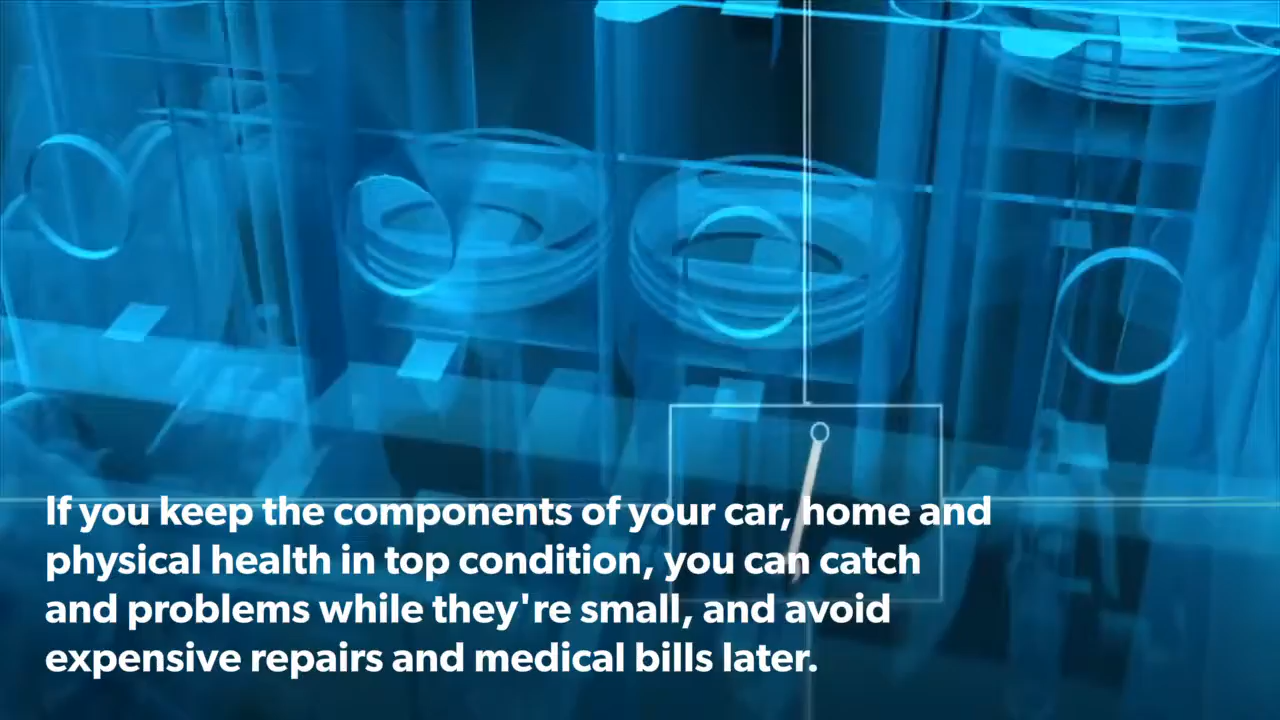 If you keep the components of your car, home and
physical health in top condition, you can catch
and problems while they're small, and avoid
expensive repairs and medical bills later.